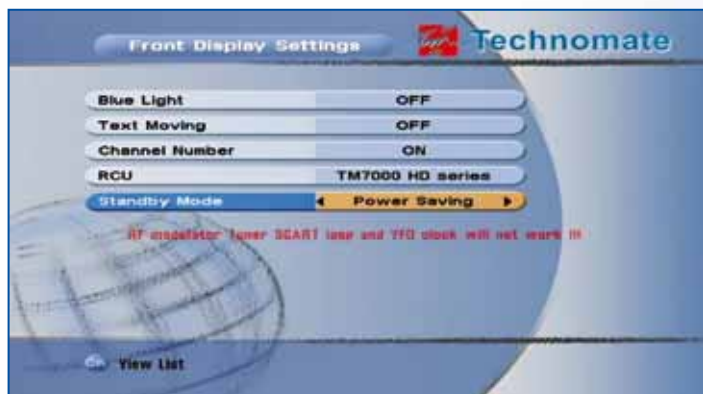 Front Display Settings
Technomate
Blue Light OFF
Text Moving OFF
Channel Number ON
RCU TM7000 HD series
Standby Mode Power Saving
RF modulator Tuner SCART loop and VFD clock will not work !!!
OK View List